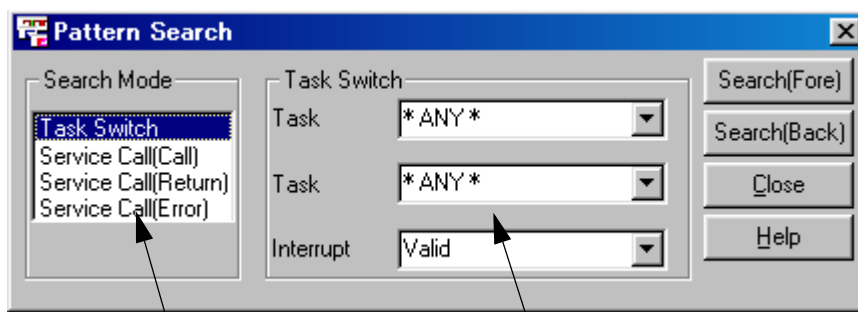 Pattern Search
Search Mode
Task Switch
Service Call(Call)
Service Call(Return)
Service Call(Error)
Task Switch
Task
*ANY*
Task
*ANY*
Interrupt
Valid
Search(Fore)
Search(Back)
Close
Help